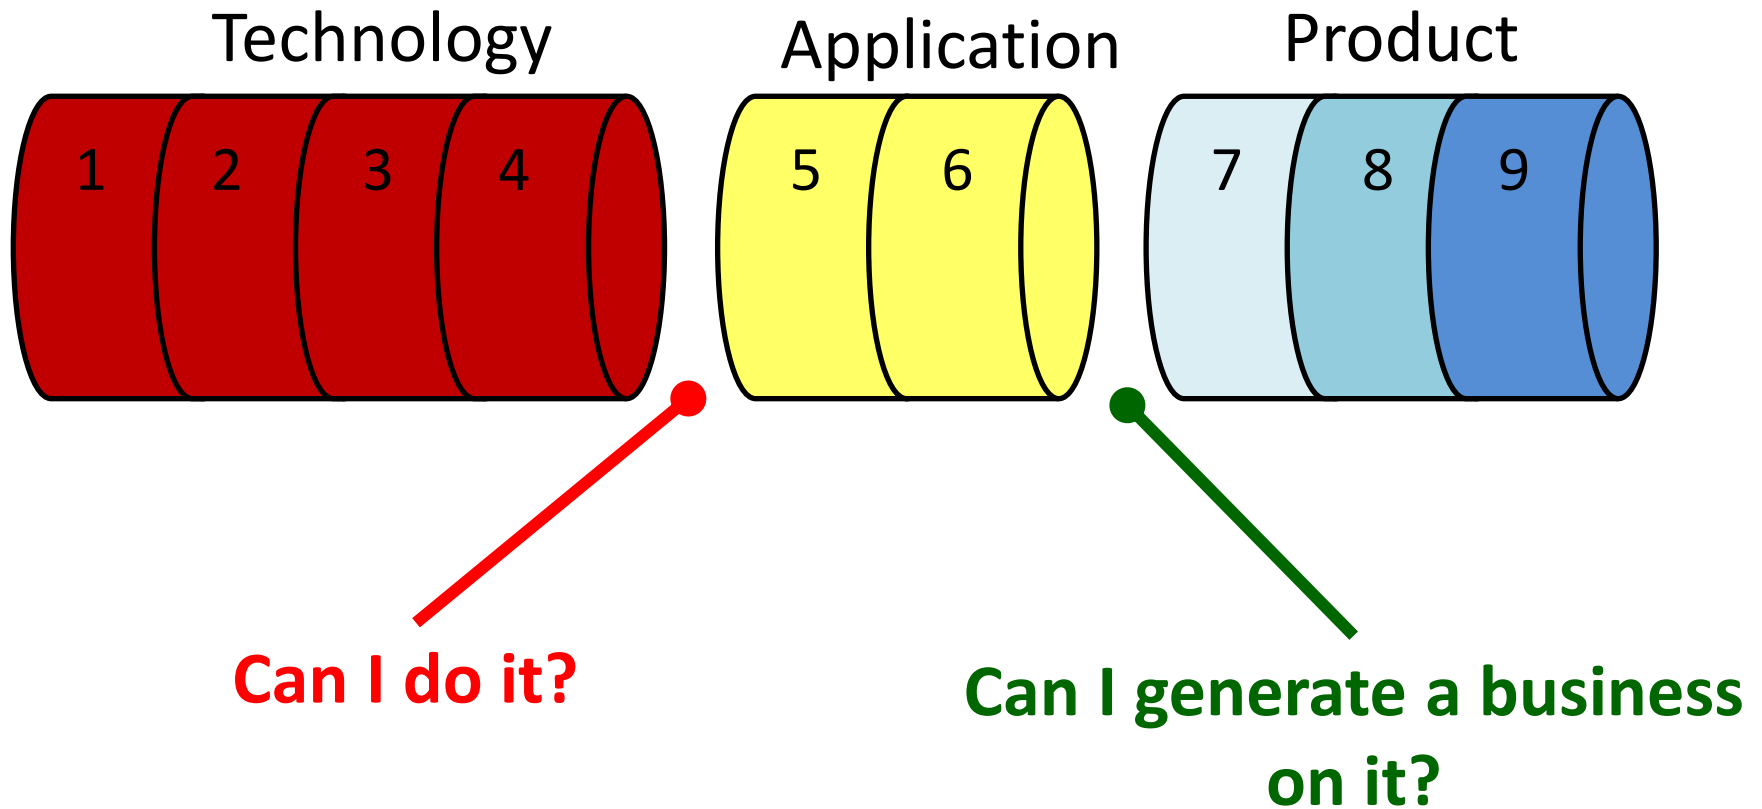 Technology
Application
Product
1 2 3 4
5 6
7 8 9
Can I do it?
Can I generate a business
on it?